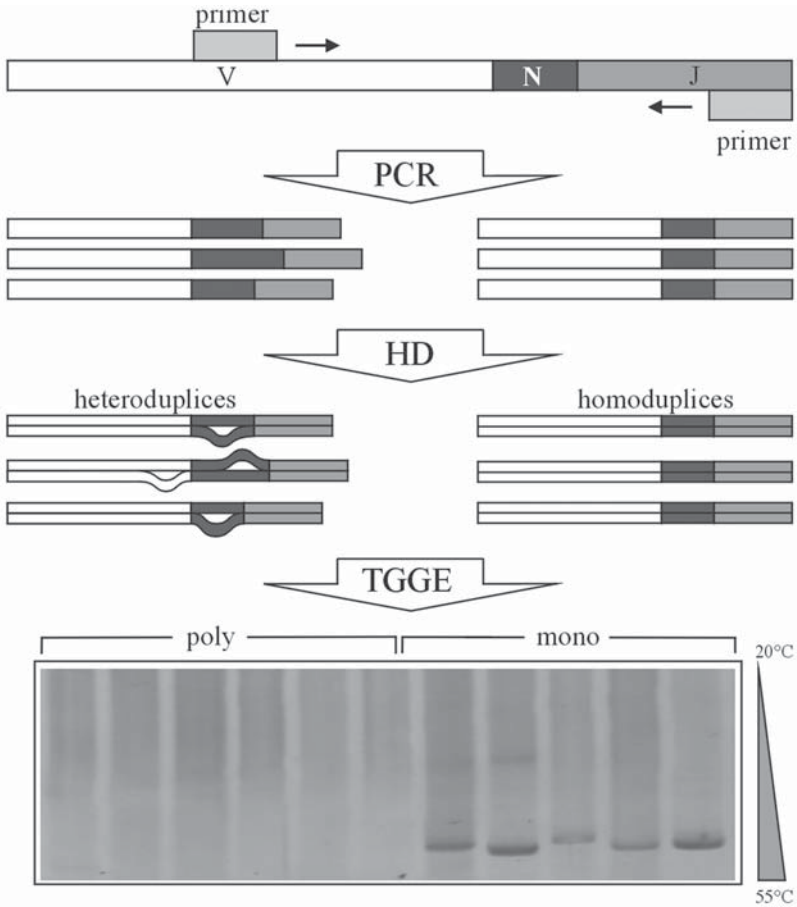 primer
V N J
primer
PCR
HD
heteroduplices homoduplices
TGGE
poly mono
20°C
55°C